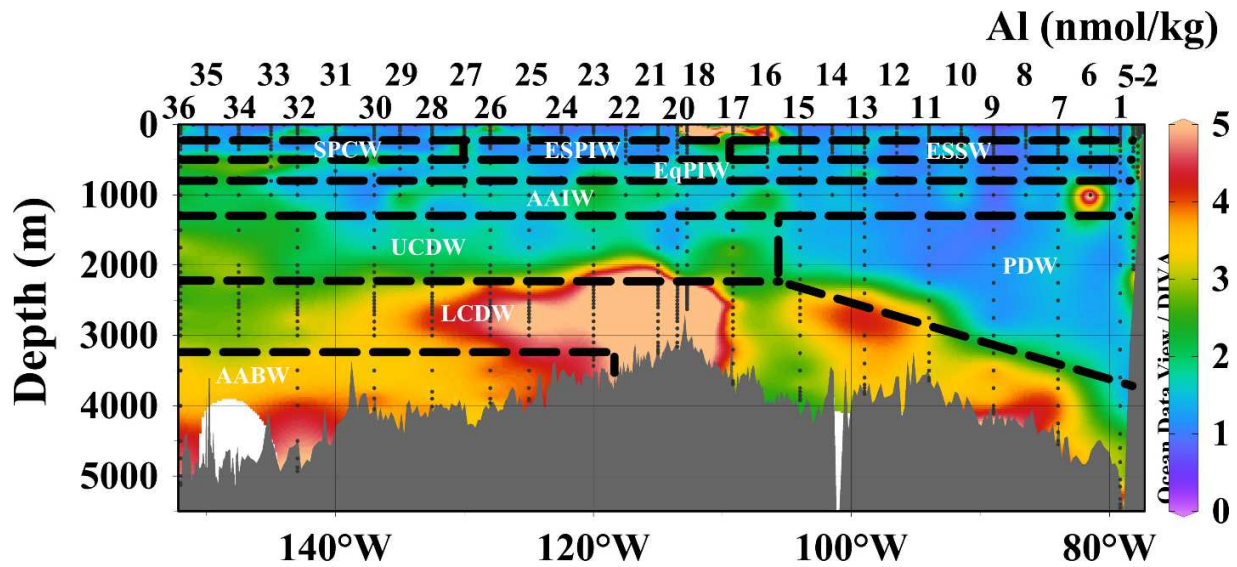 Al (nmol/kg)
35 33 31 29 27 25 23 21 18 16 14 12 10 8 6 5-2
36 34 32 30 28 26 24 22 20 17 15 13 11 9 7 1
0
1000
2000
3000
4000
5000
Depth (m)
SPCW ESPIW ESSW
EqPIW
AAIW
UCDW PDW
LCDW
AABW
140°W 120°W 100°W 80°W
5
4
3
2
1
0
Ocean Data View / DIVA